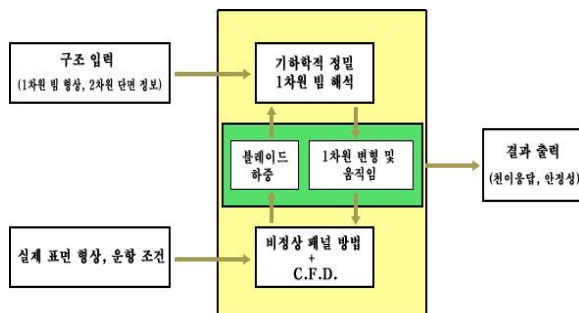 구조 입력
(1차원 빔 형상, 2차원 단면 정보)
기하학적 정밀
1차원 빔 해석
블레이드
하중
1차원 변형 및
움직임
결과 출력
(천이응답, 안정성)
실제 표면 형상, 운항 조건
비정상 패널 방법
+
C.F.D.